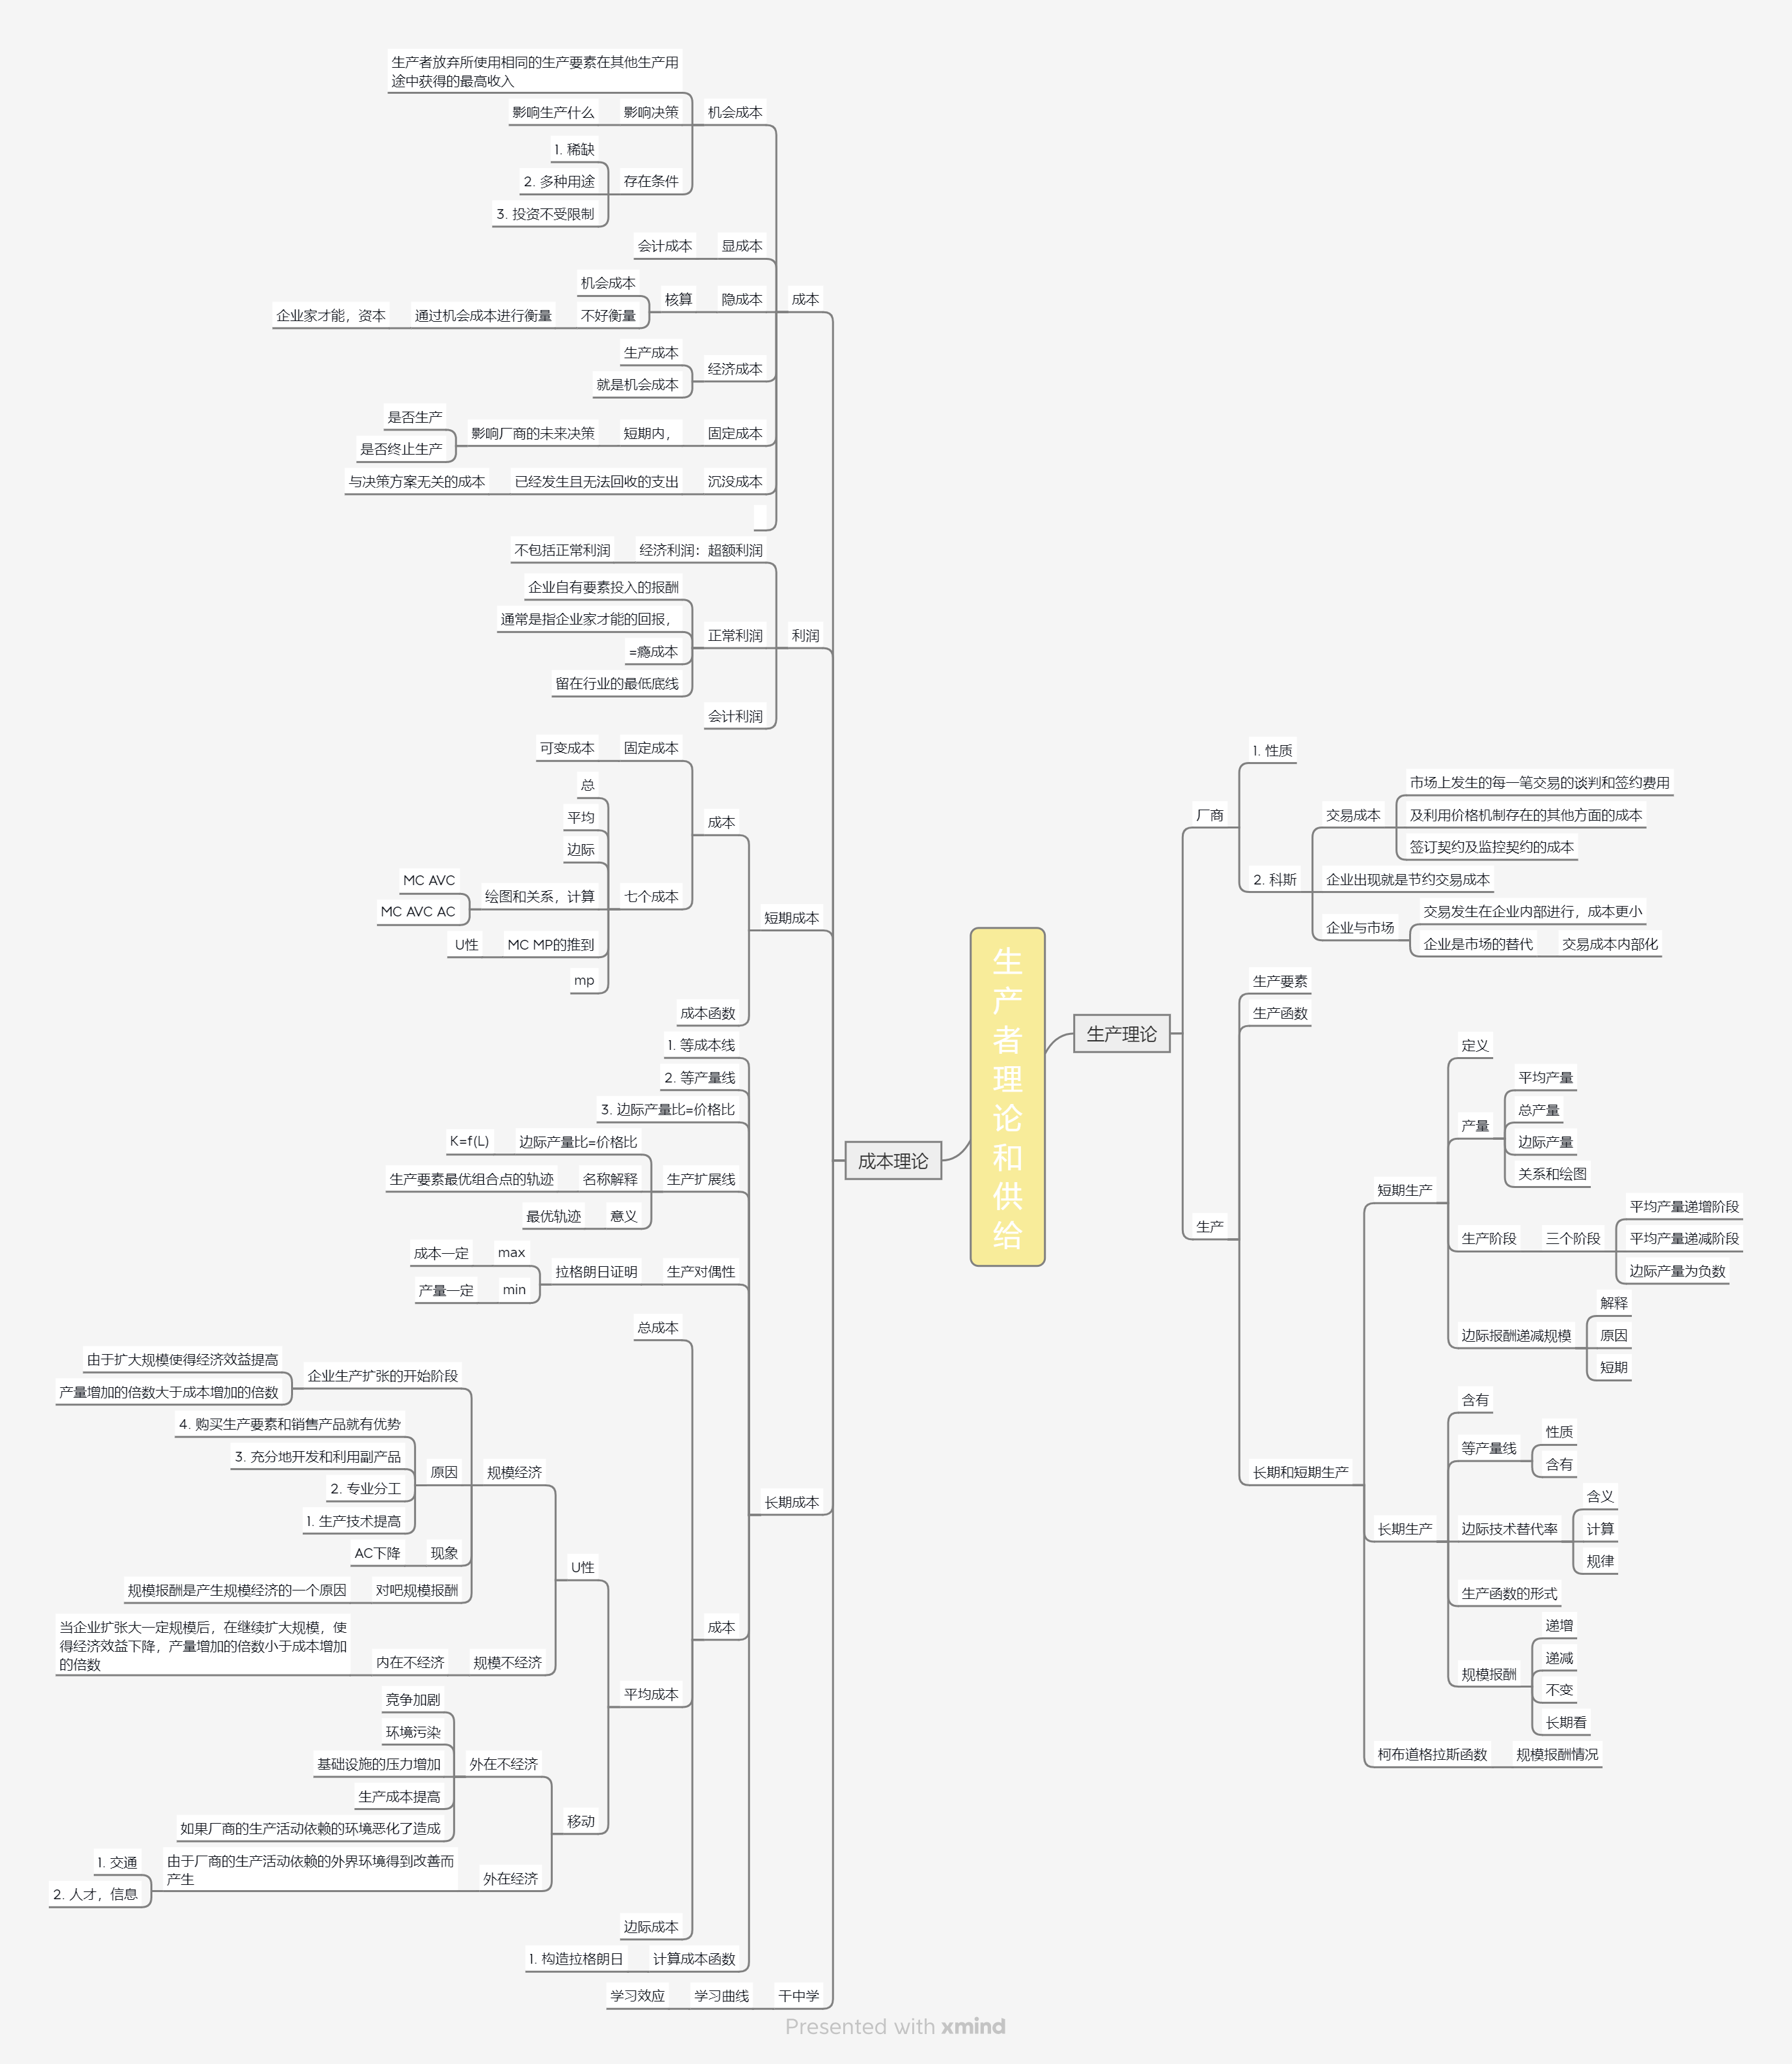 生产者理论和供给
生产理论
厂商
1. 性质
2. 科斯
交易成本
市场上发生的每一笔交易的谈判和签约费用
及利用价格机制存在的其他方面的成本
签订契约及监控契约的成本
企业出现就是节约交易成本
企业与市场
交易发生在企业内部进行，成本更小
企业是市场的替代
交易成本内部化
生产
生产要素
生产函数
长期和短期生产
短期生产
定义
产量
平均产量
总产量
边际产量
关系和绘图
生产阶段
三个阶段
平均产量递增阶段
平均产量递减阶段
边际产量为负数
边际报酬递减规模
解释
原因
短期
长期生产
含有
等产量线
性质
含有
边际技术替代率
含义
计算
规律
生产函数的形式
规模报酬
递增
递减
不变
长期看
柯布道格拉斯函数
规模报酬情况
成本理论
成本
机会成本
生产者放弃所使用相同的生产要素在其他生产用
途中获得的最高收入
影响决策
影响生产什么
存在条件
1. 稀缺
2. 多种用途
3. 投资不受限制
显成本
会计成本
隐成本
核算
机会成本
不好衡量
通过机会成本进行衡量
企业家才能，资本
经济成本
生产成本
就是机会成本
固定成本
短期内，
影响厂商的未来决策
是否生产
是否终止生产
沉没成本
已经发生且无法回收的支出
与决策方案无关的成本
利润
经济利润：超额利润
不包括正常利润
正常利润
企业自有要素投入的报酬
通常是指企业家才能的回报，
=瘾成本
留在行业的最低底线
会计利润
短期成本
成本
固定成本
可变成本
七个成本
总
平均
边际
绘图和关系，计算
MC AVC
MC AVC AC
MC MP的推到
U性
mp
成本函数
长期成本
1. 等成本线
2. 等产量线
3. 边际产量比=价格比
生产扩展线
边际产量比=价格比
K=f(L)
名称解释
生产要素最优组合点的轨迹
意义
最优轨迹
生产对偶性
拉格朗日证明
max
成本一定
min
产量一定
成本
总成本
平均成本
U性
规模经济
企业生产扩张的开始阶段
由于扩大规模使得经济效益提高
产量增加的倍数大于成本增加的倍数
原因
4. 购买生产要素和销售产品就有优势
3. 充分地开发和利用副产品
2. 专业分工
1. 生产技术提高
现象
AC下降
对吧规模报酬
规模报酬是产生规模经济的一个原因
规模不经济
内在不经济
当企业扩张大一定规模后，在继续扩大规模，使
得经济效益下降，产量增加的倍数小于成本增加
的倍数
移动
外在不经济
竞争加剧
环境污染
基础设施的压力增加
生产成本提高
如果厂商的生产活动依赖的环境恶化了造成
外在经济
由于厂商的生产活动依赖的外界环境得到改善而
产生
1. 交通
2. 人才，信息
边际成本
计算成本函数
1. 构造拉格朗日
干中学
学习曲线
学习效应
Presented with xmind